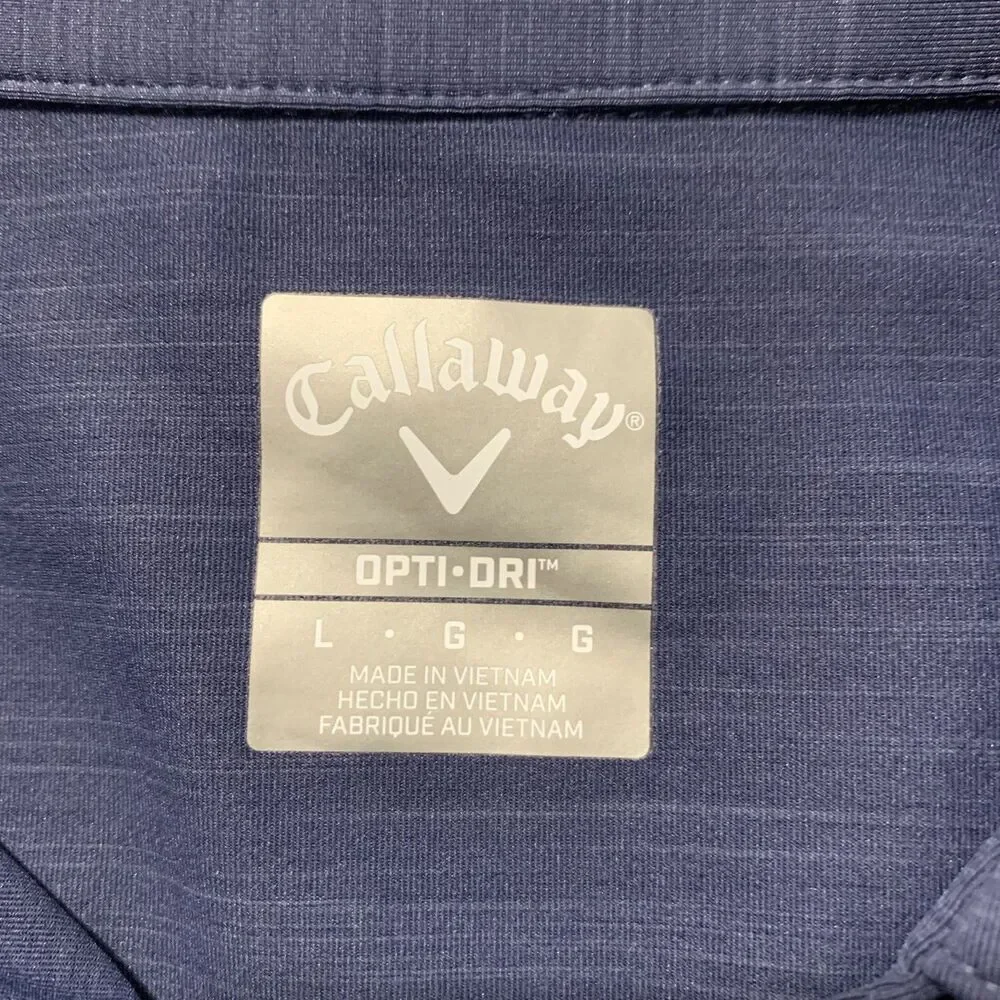 Callaway®
OPTI•DRI™
L • G • G
MADE IN VIETNAM
HECHO EN VIETNAM
FABRIQUÉ AU VIETNAM